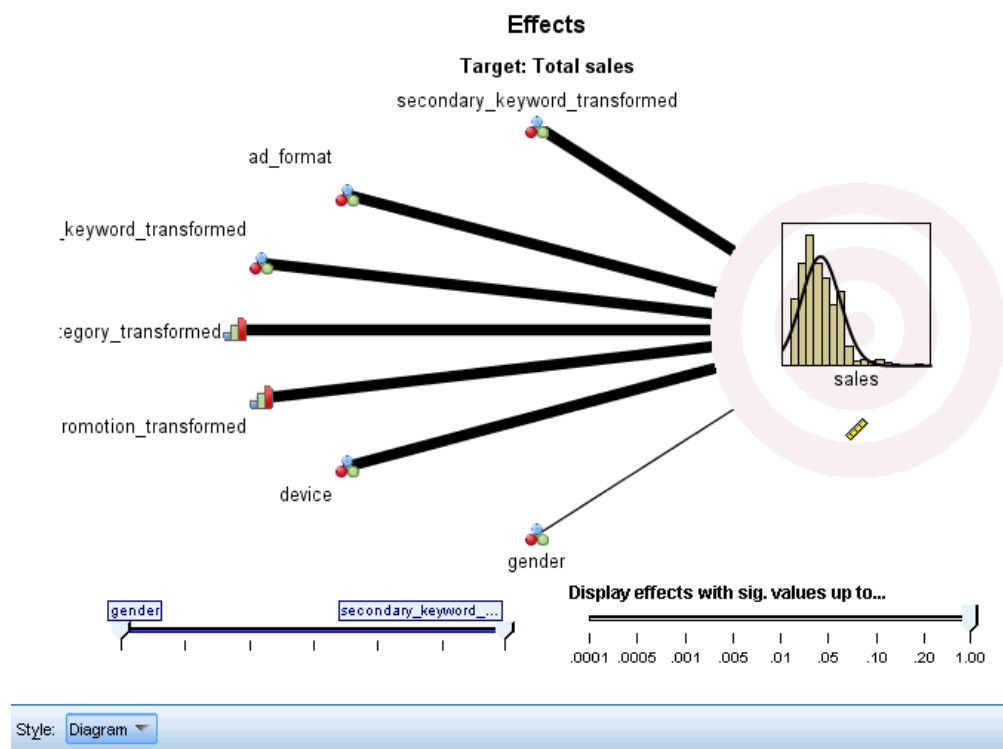 Effects
Target: Total sales
secondary_keyword_transformed
ad_format
_keyword_transformed
:egory_transformed
romotion_transformed
device
gender
sales
gender
secondary_keyword_...
Display effects with sig. values up to...
.0001 .0005 .001 .005 .01 .05 .10 .20 1.00
Style: Diagram